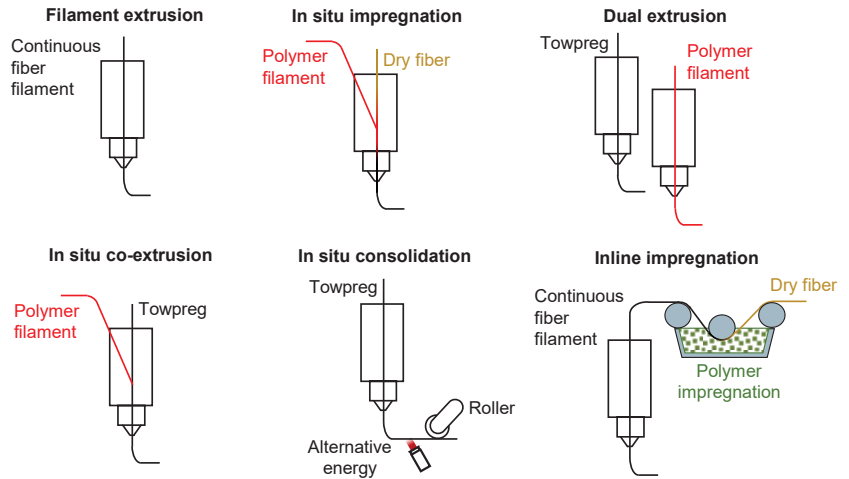 Filament extrusion
Continuous
fiber
filament
In situ impregnation
Polymer
filament
Dry fiber
Dual extrusion
Towpreg
Polymer
filament
In situ co-extrusion
Polymer
filament
Towpreg
In situ consolidation
Towpreg
Roller
Alternative
energy
Inline impregnation
Continuous
fiber
filament
Dry fiber
Polymer
impregnation